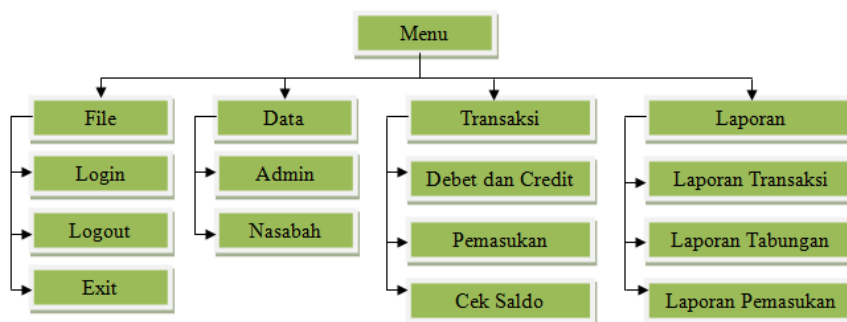 Menu
File
Data
Transaksi
Laporan
Login
Admin
Debet dan Credit
Laporan Transaksi
Logout
Nasabah
Pemasukan
Laporan Tabungan
Exit
Cek Saldo
Laporan Pemasukan